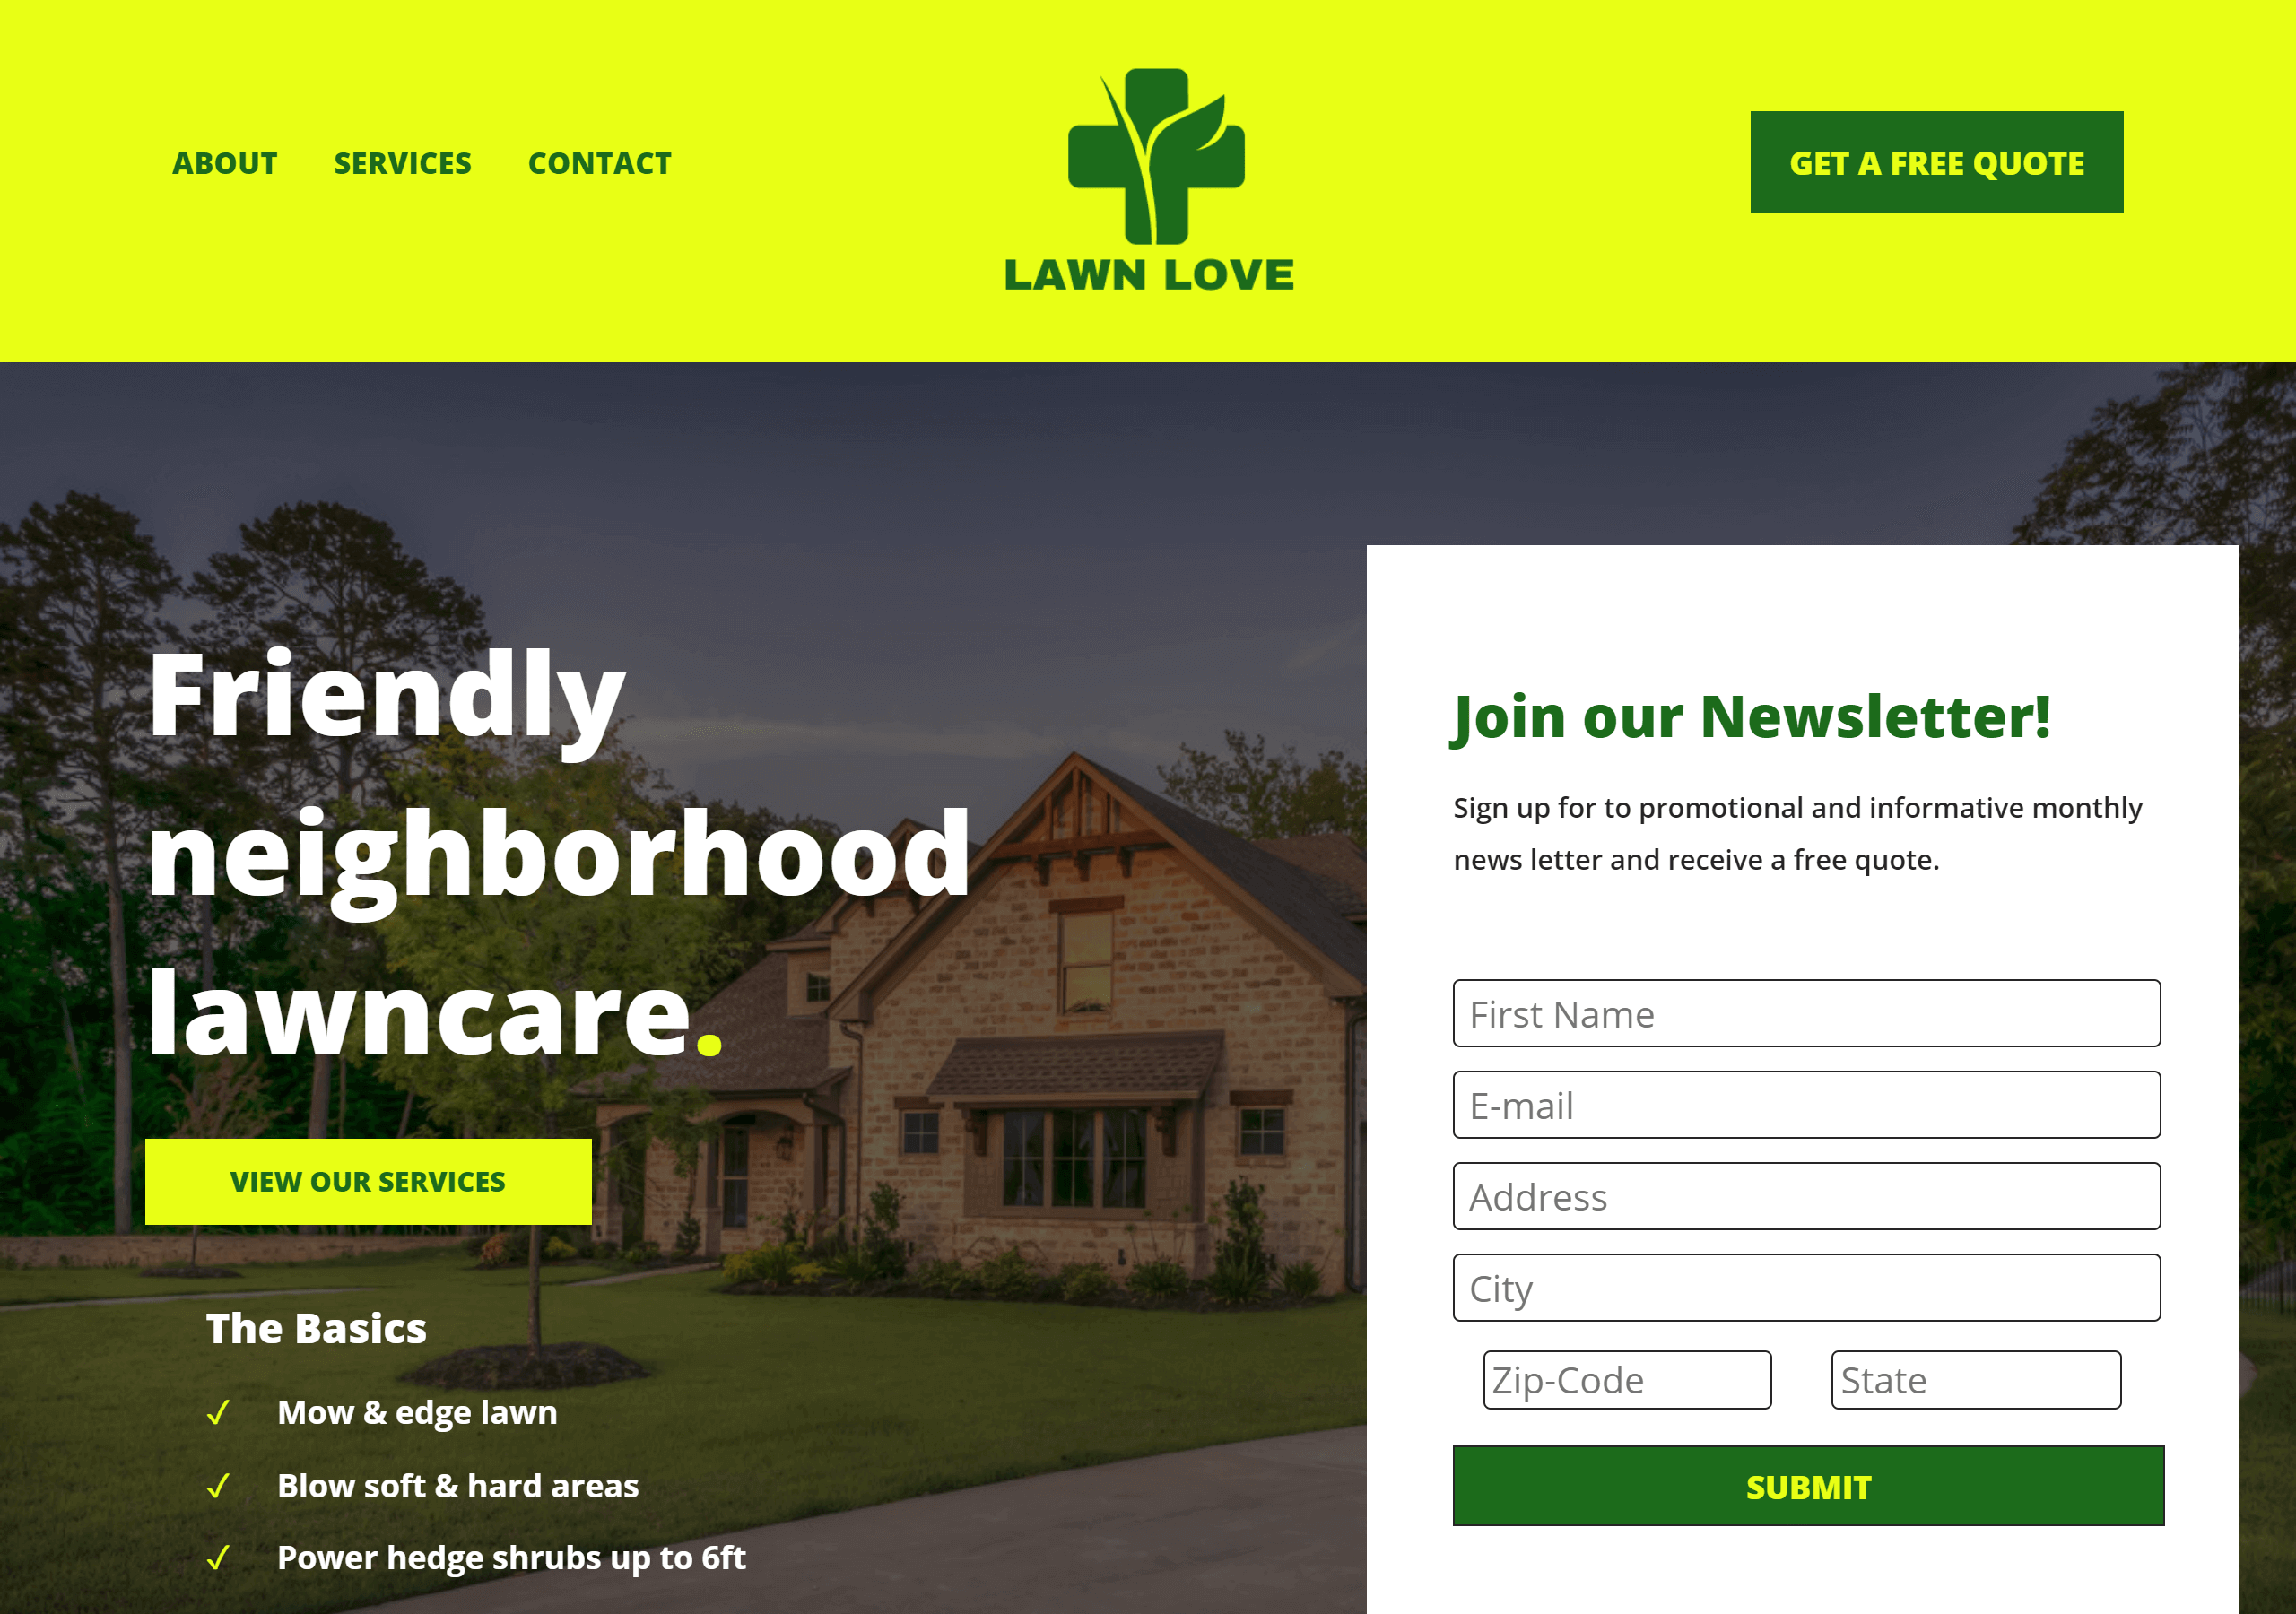 ABOUT SERVICES CONTACT
LAWN LOVE
GET A FREE QUOTE
Friendly
neighborhood
lawncare.
VIEW OUR SERVICES
The Basics
✓ Mow & edge lawn
✓ Blow soft & hard areas
✓ Power hedge shrubs up to 6ft
Join our Newsletter!
Sign up for to promotional and informative monthly
news letter and receive a free quote.
First Name
E-mail
Address
City
Zip-Code State
SUBMIT